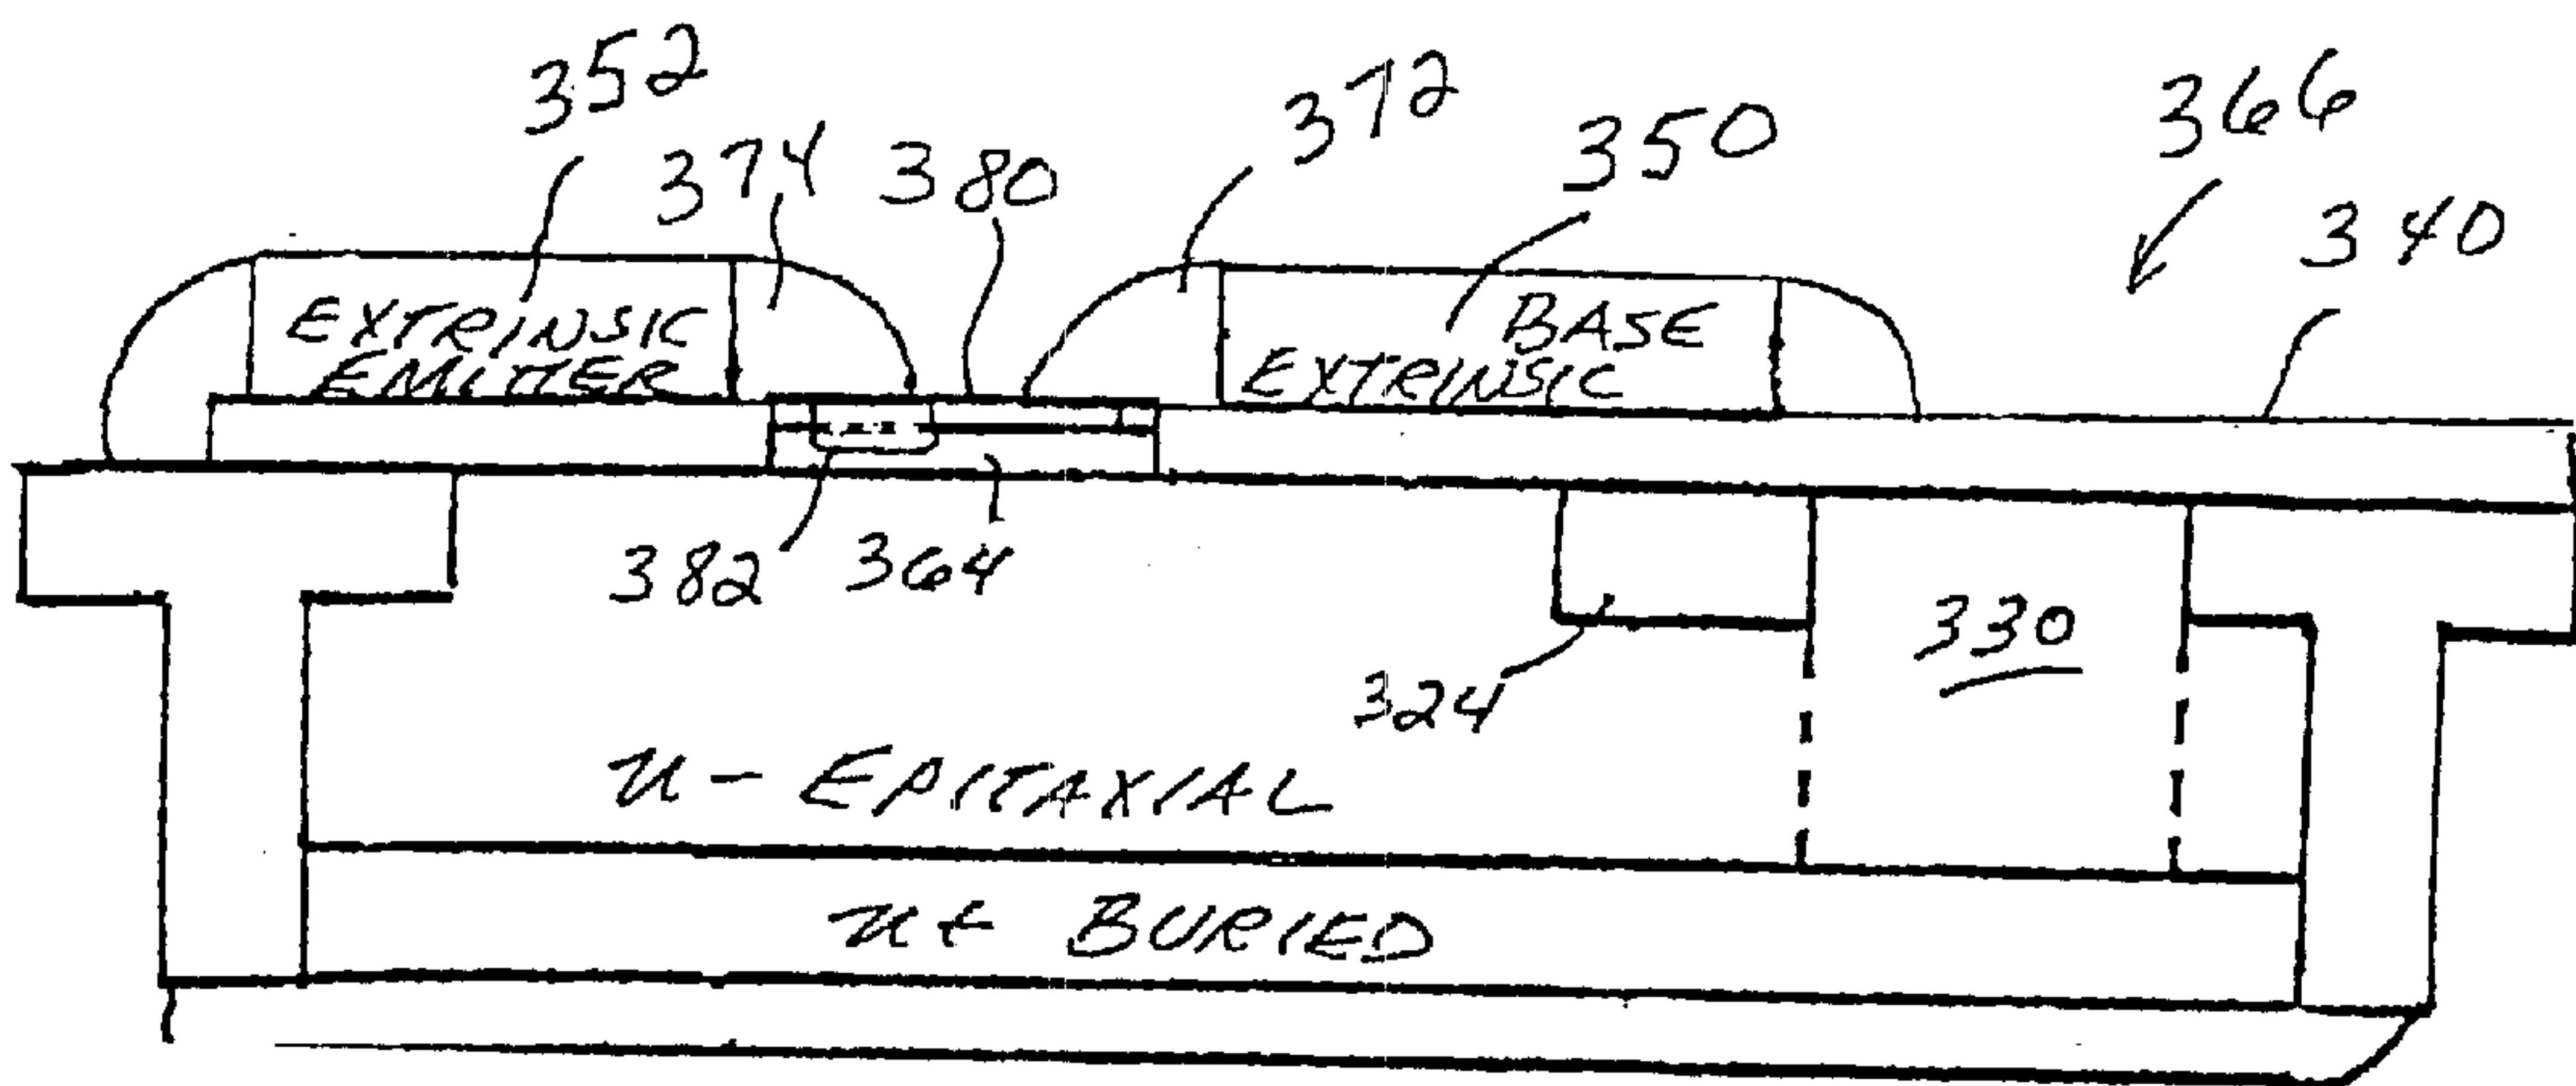 352
374
380
372
350
366
340
EXTRINSIC
EMITTER
BASE
EXTRINSIC
382
364
324
330
n- EPITAXIAL
n+ BURIED